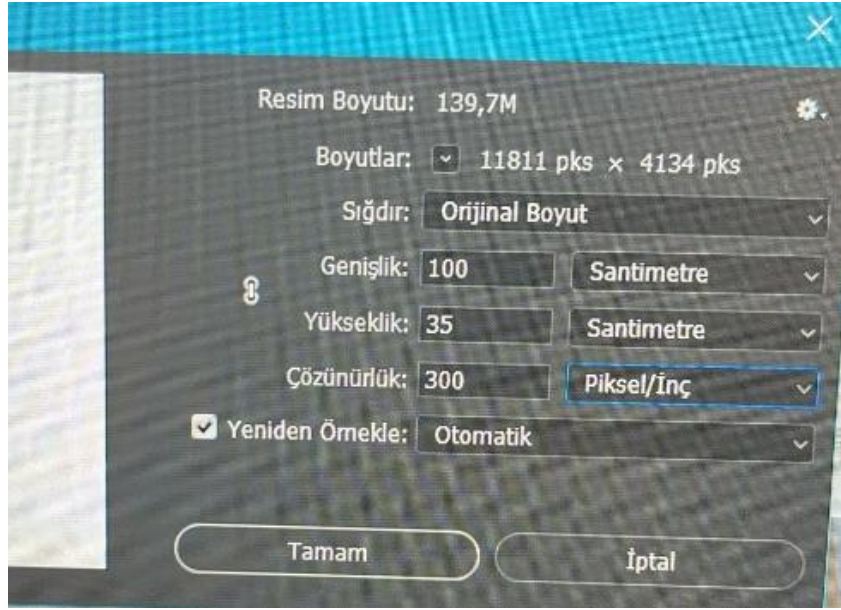 Resim Boyutu: 139,7M
Boyutlar: 11811 pks × 4134 pks
Sığdır: Orijinal Boyut
Genişlik: 100 Santimetre
Yükseklik: 35 Santimetre
Çözünürlük: 300 Piksel/İnç
Yeniden Örnekle: Otomatik
Tamam İptal